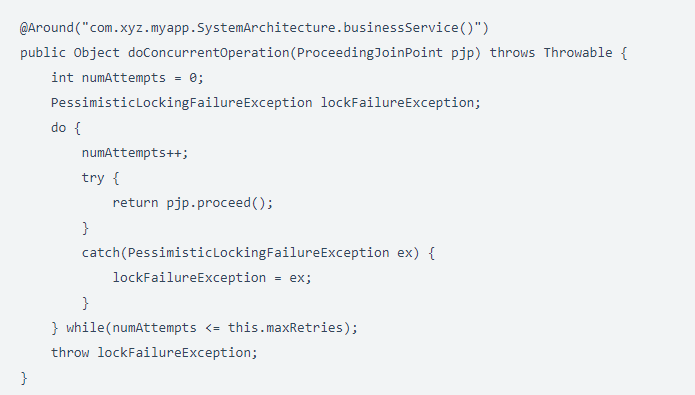 @Around("com.xyz.myapp.SystemArchitecture.businessService()")
public Object doConcurrentOperation(ProceedingJoinPoint pjp) throws Throwable {
    int numAttempts = 0;
    PessimisticLockingFailureException lockFailureException;
    do {
        numAttempts++;
        try {
            return pjp.proceed();
        }
        catch(PessimisticLockingFailureException ex) {
            lockFailureException = ex;
        }
    } while(numAttempts <= this.maxRetries);
    throw lockFailureException;
}